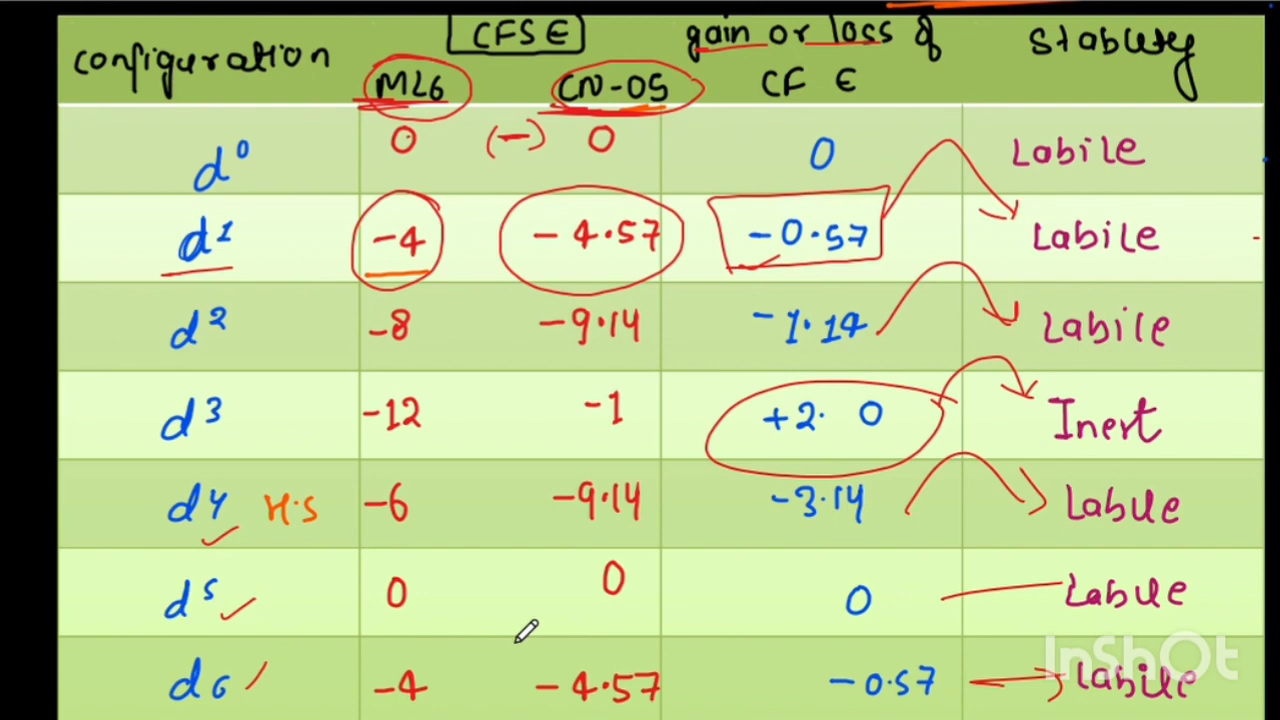 configuration CFSE gain or loss of Stablety
ML6 CN-05 CF E
d0 0 (-) 0 0 Labile
d1 -4 -4.57 -0.57 Labile
d2 -8 -9.14 -1.14 Labile
d3 -12 -1 +2. 0 Inert
d4 H.S -6 -9.14 -3.14 Labile
d5 0 0 0 Labile
d6 -4 -4.57 -0.57 Labile
InShOt